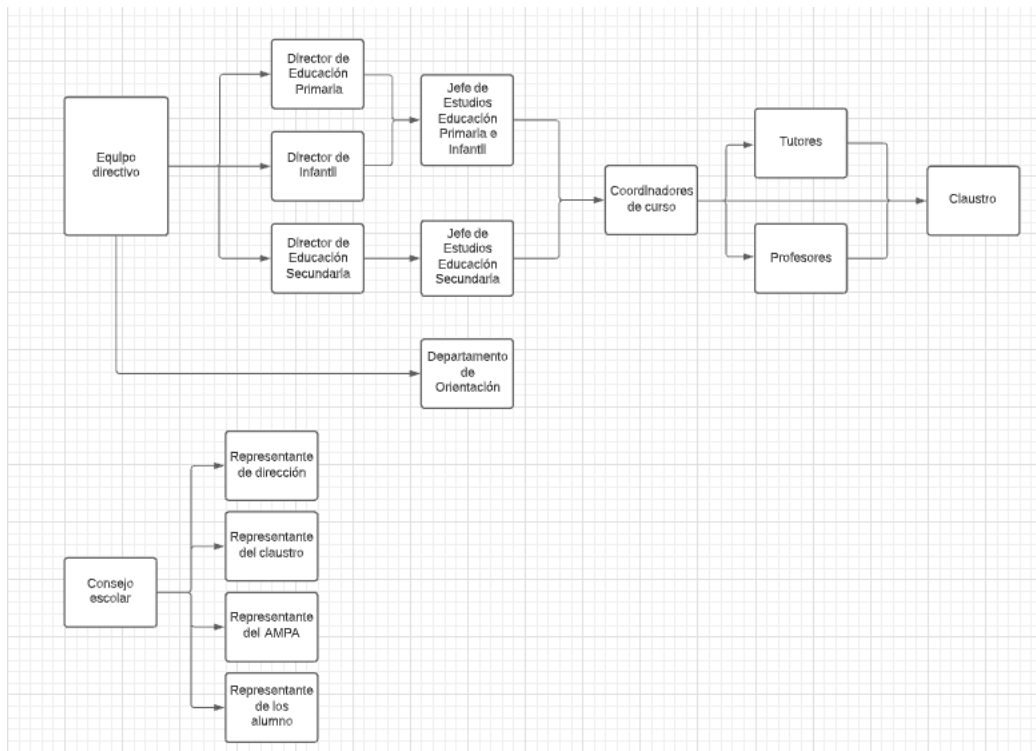 Equipo
directivo
Director de
Educación
Primaria
Director de
Infantil
Director de
Educación
Secundaria
Jefe de
Estudios
Educación
Primaria e
Infantil
Jefe de
Estudios
Educación
Secundaria
Coordinadores
de curso
Tutores
Profesores
Claustro
Departamento
de
Orientación
Consejo
escolar
Representante
de dirección
Representante
del claustro
Representante
del AMPA
Representante
de los
alumno